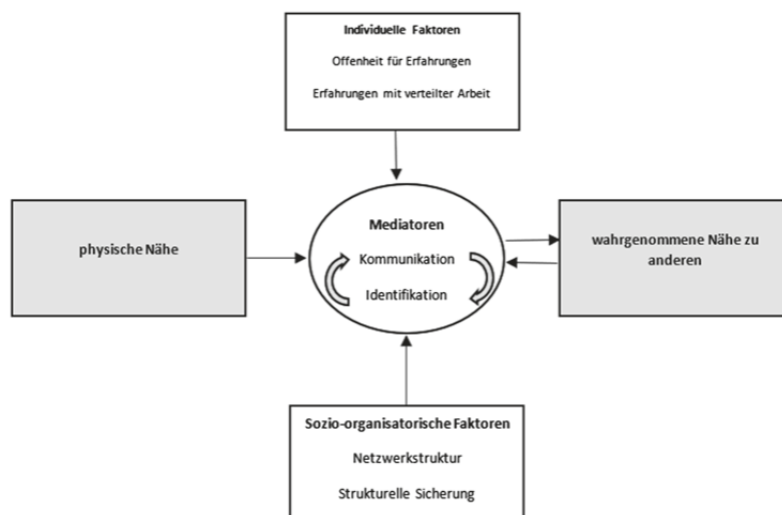 Individuelle Faktoren
Offenheit für Erfahrungen
Erfahrungen mit verteilter Arbeit
physische Nähe
Mediatoren
Kommunikation
Identifikation
wahrgenommene Nähe zu
anderen
Sozio-organisatorische Faktoren
Netzwerkstruktur
Strukturelle Sicherung